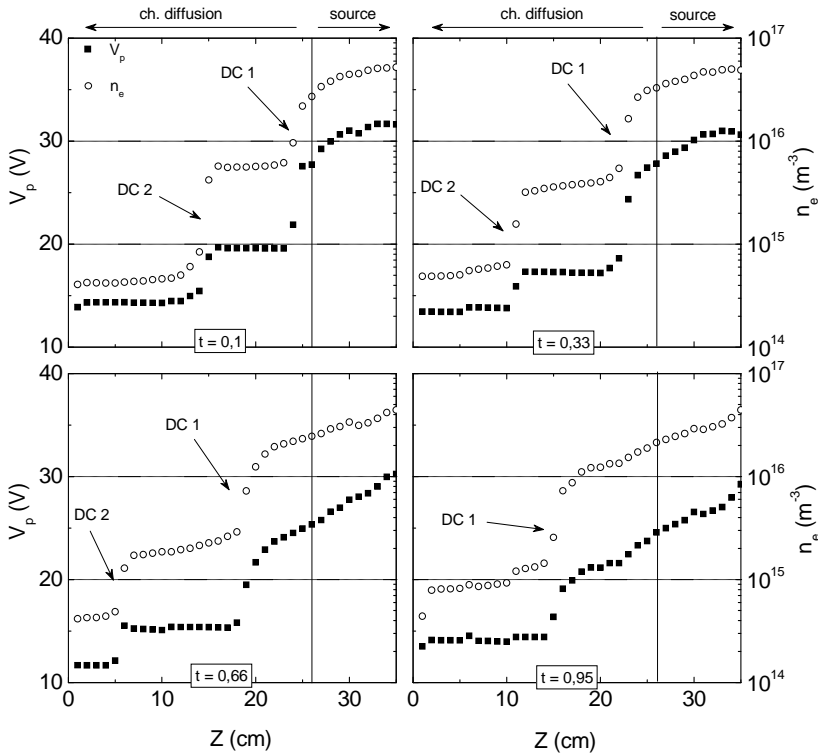 ch. diffusion source ch. diffusion source
40 10^17
V_p
n_e
DC 1 DC 1
30 10^16
V_p (V) n_e (m^-3)
DC 2 DC 2
20 10^15
t = 0,1 t = 0,33
10 10^14
40 10^17
DC 1
30 10^16
V_p (V) n_e (m^-3)
DC 2 DC 1
20 10^15
t = 0,66 t = 0,95
10 10^14
0 10 20 30 0 10 20 30
Z (cm) Z (cm)